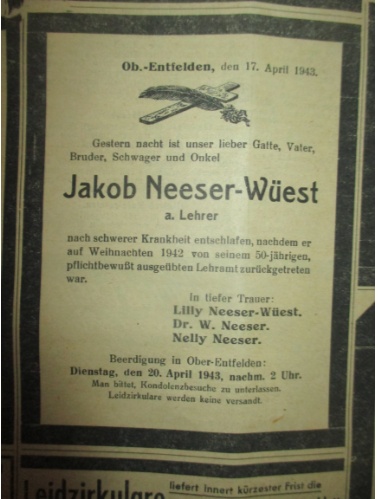 Ob.-Entfelden, den 17. April 1943.
Gestern nacht ist unser lieber Gatte, Vater,
Bruder, Schwager und Onkel
Jakob Neeser-Wüest
a. Lehrer
nach schwerer Krankheit entschlafen, nachdem er
auf Weihnachten 1942 von seinem 50-jährigen,
pflichtbewußt ausgeübten Lehramt zurückgetreten
war.
In tiefer Trauer:
Lilly Neeser-Wüest.
Dr. W. Neeser.
Nelly Neeser.
Beerdigung in Ober-Entfelden:
Dienstag, den 20. April 1943, nachm. 2 Uhr.
Man bittet, Kondolenzbesuche zu unterlassen.
Leidzirkulare werden keine versandt.
Leidzirkulare
liefert innert kürzester Frist die